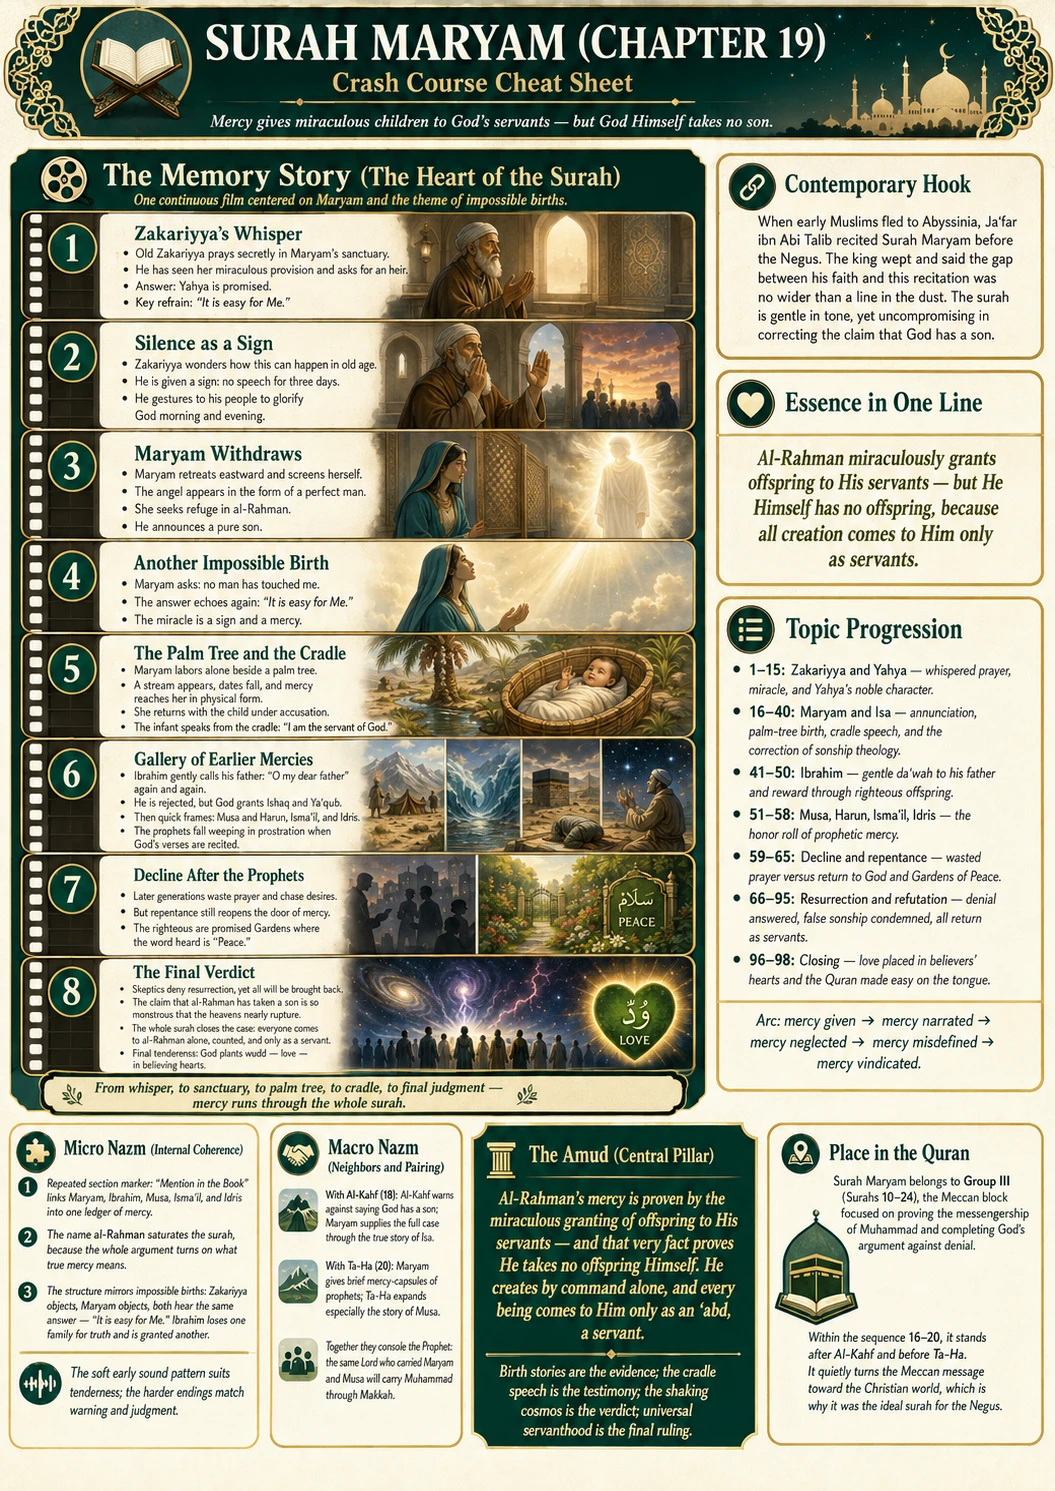 SURAH MARYAM (CHAPTER 19)
Crash Course Cheat Sheet
Mercy gives miraculous children to God's servants — but God Himself takes no son.
The Memory Story (The Heart of the Surah)
One continuous film centered on Maryam and the theme of impossible births.
1
Zakariyya's Whisper
• Old Zakariyya prays secretly in Maryam's sanctuary.
• He has seen her miraculous provision and asks for an heir.
• Answer: Yahya is promised.
• Key refrain: "It is easy for Me."
2
Silence as a Sign
• Zakariyya wonders how this can happen in old age.
• He is given a sign: no speech for three days.
• He gestures to his people to glorify
God morning and evening.
3
Maryam Withdraws
• Maryam retreats eastward and screens herself.
• The angel appears in the form of a perfect man.
• She seeks refuge in al-Rahman.
• He announces a pure son.
4
Another Impossible Birth
• Maryam asks: no man has touched me.
• The answer echoes again: "It is easy for Me."
• The miracle is a sign and a mercy.
5
The Palm Tree and the Cradle
• Maryam labors alone beside a palm tree.
• A stream appears, dates fall, and mercy
reaches her in physical form.
• She returns with the child under accusation.
• The infant speaks from the cradle: "I am the servant of God."
6
Gallery of Earlier Mercies
• Ibrahim gently calls his father: "O my dear father"
again and again.
• He is rejected, but God grants Ishaq and Ya'qub.
• Then quick frames: Musa and Harun, Isma'il, and Idris.
• The prophets fall weeping in prostration when
God's verses are recited.
7
Decline After the Prophets
• Later generations waste prayer and chase desires.
• But repentance still reopens the door of mercy.
• The righteous are promised Gardens where
the word heard is "Peace."
سَلَامٌ
PEACE
8
The Final Verdict
• Skeptics deny resurrection, yet all will be brought back.
• The claim that al-Rahman has taken a son is so
monstrous that the heavens nearly rupture.
• The whole surah closes the case: everyone comes
to al-Rahman alone, counted, and only as a servant.
• Final tenderenss: God plants wudd — love —
in believing hearts.
وُدّ
LOVE
From whisper, to sanctuary, to palm tree, to cradle, to final judgment —
mercy runs through the whole surah.
Contemporary Hook
When early Muslims fled to Abyssinia, Ja'far
ibn Abi Talib recited Surah Maryam before
the Negus. The king wept and said the gap
between his faith and this recitation was
no wider than a line in the dust. The surah
is gentle in tone, yet uncompromising in
correcting the claim that God has a son.
Essence in One Line
Al-Rahman miraculously grants
offspring to His servants — but He
Himself has no offspring, because
all creation comes to Him only
as servants.
Topic Progression
• 1–15: Zakariyya and Yahya — whispered prayer,
miracle, and Yahya's noble character.
• 16–40: Maryam and Isa — annunciation,
palm-tree birth, cradle speech, and the
correction of sonship theology.
• 41–50: Ibrahim — gentle da'wah to his father
and reward through righteous offspring.
• 51–58: Musa, Harun, Isma'il, Idris — the
honor roll of prophetic mercy.
• 59–65: Decline and repentance — wasted
prayer versus return to God and Gardens of Peace.
• 66–95: Resurrection and refutation — denial
answered, false sonship condemned, all return
as servants.
• 96–98: Closing — love placed in believers'
hearts and the Quran made easy on the tongue.
Arc: mercy given → mercy narrated →
mercy neglected → mercy misdefined →
mercy vindicated.
Micro Nazm (Internal Coherence)
1 Repeated section marker: "Mention in the Book"
links Maryam, Ibrahim, Musa, Isma'il, and Idris
into one ledger of mercy.
2 The name al-Rahman saturates the surah,
because the whole argument turns on what
true mercy means.
3 The structure mirrors impossible births: Zakariyya
objects, Maryam objects, both hear the same
answer — "It is easy for Me." Ibrahim loses one
family for truth and is granted another.
The soft early sound pattern suits
tenderness; the harder endings match
warning and judgment.
Macro Nazm
(Neighbors and Pairing)
With Al-Kahf (18): Al-Kahf warns
against saying God has a son;
Maryam supplies the full case
through the true story of Isa.
With Ta-Ha (20): Maryam
gives brief mercy-capsules of
prophets; Ta-Ha expands
especially the story of Musa.
Together they console the Prophet:
the same Lord who carried Maryam
and Musa will carry Muhammad
through Makkah.
The Amud (Central Pillar)
Al-Rahman's mercy is proven by the
miraculous granting of offspring to His
servants — and that very fact proves
He takes no offspring Himself. He
creates by command alone, and every
being comes to Him only as an 'abd,
a servant.
Birth stories are the evidence; the cradle
speech is the testimony; the shaking
cosmos is the verdict; universal
servanthood is the final ruling.
Place in the Quran
Surah Maryam belongs to Group III
(Surahs 10–24), the Meccan block
focused on proving the messengership
of Muhammad and completing God's
argument against denial.
Within the sequence 16–20, it stands
after Al-Kahf and before Ta-Ha.
It quietly turns the Meccan message
toward the Christian world, which is
why it was the ideal surah for the Negus.